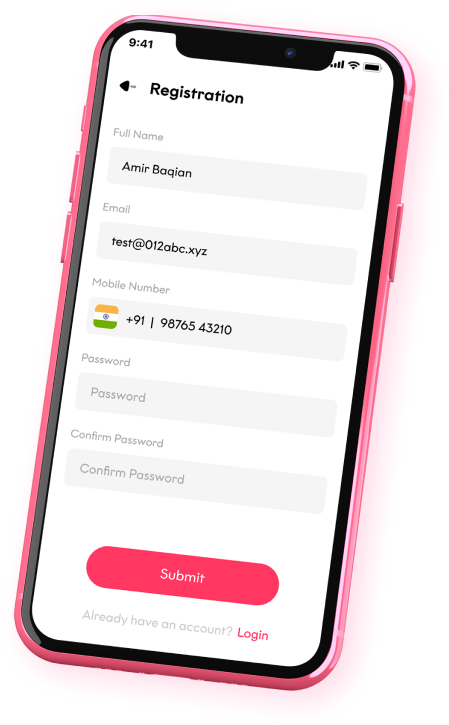 9:41
Registration
Full Name
Amir Baqian
Email
test@012abc.xyz
Mobile Number
+91 | 98765 43210
Password
Password
Confirm Password
Confirm Password
Submit
Already have an account? Login